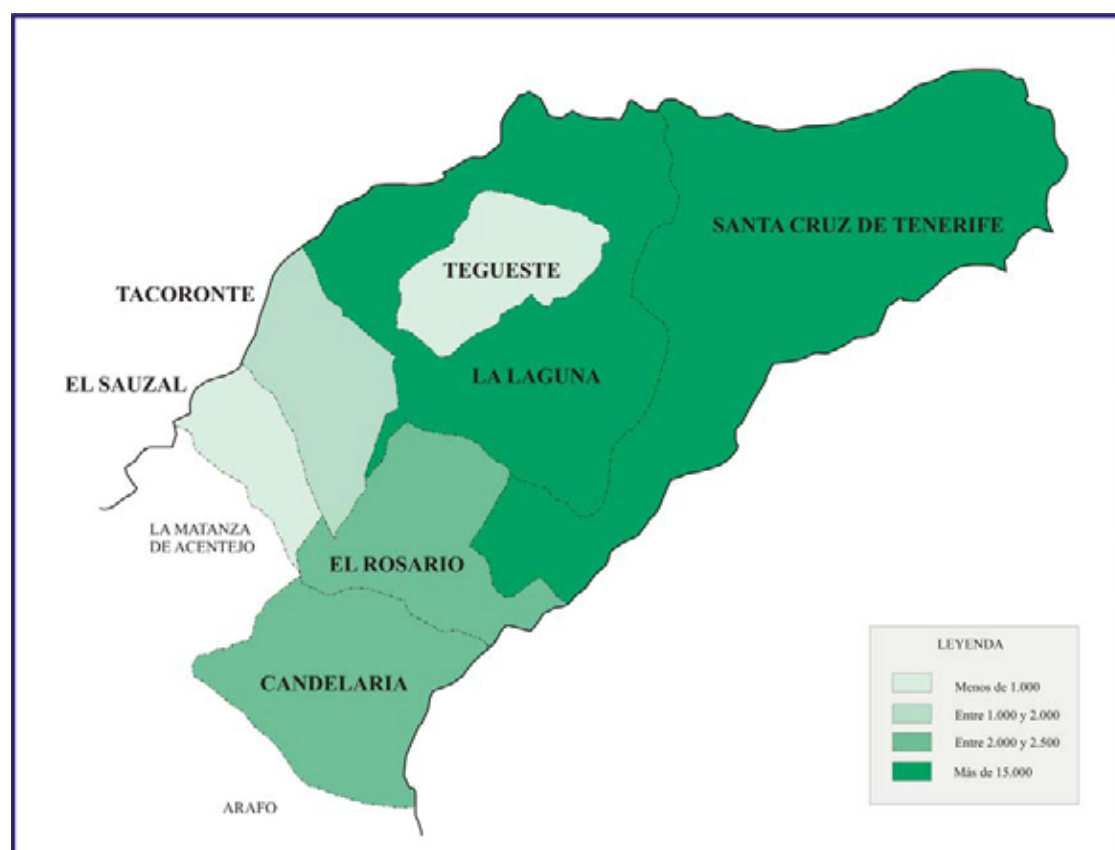 SANTA CRUZ DE TENERIFE
TEGUESTE
TACORONTE
LA LAGUNA
EL SAUZAL
LA MATANZA
DE ACENTEJO
EL ROSARIO
CANDELARIA
ARAFO
LEYENDA
Menos de 1.000
Entre 1.000 y 2.000
Entre 2.000 y 2.500
Más de 15.000